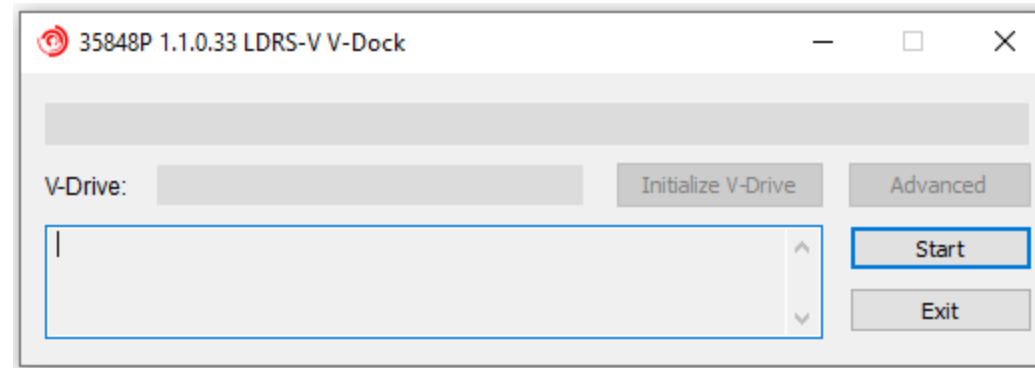 35848P 1.1.0.33 LDRS-V V-Dock
V-Drive:
Initialize V-Drive
Advanced
Start
Exit